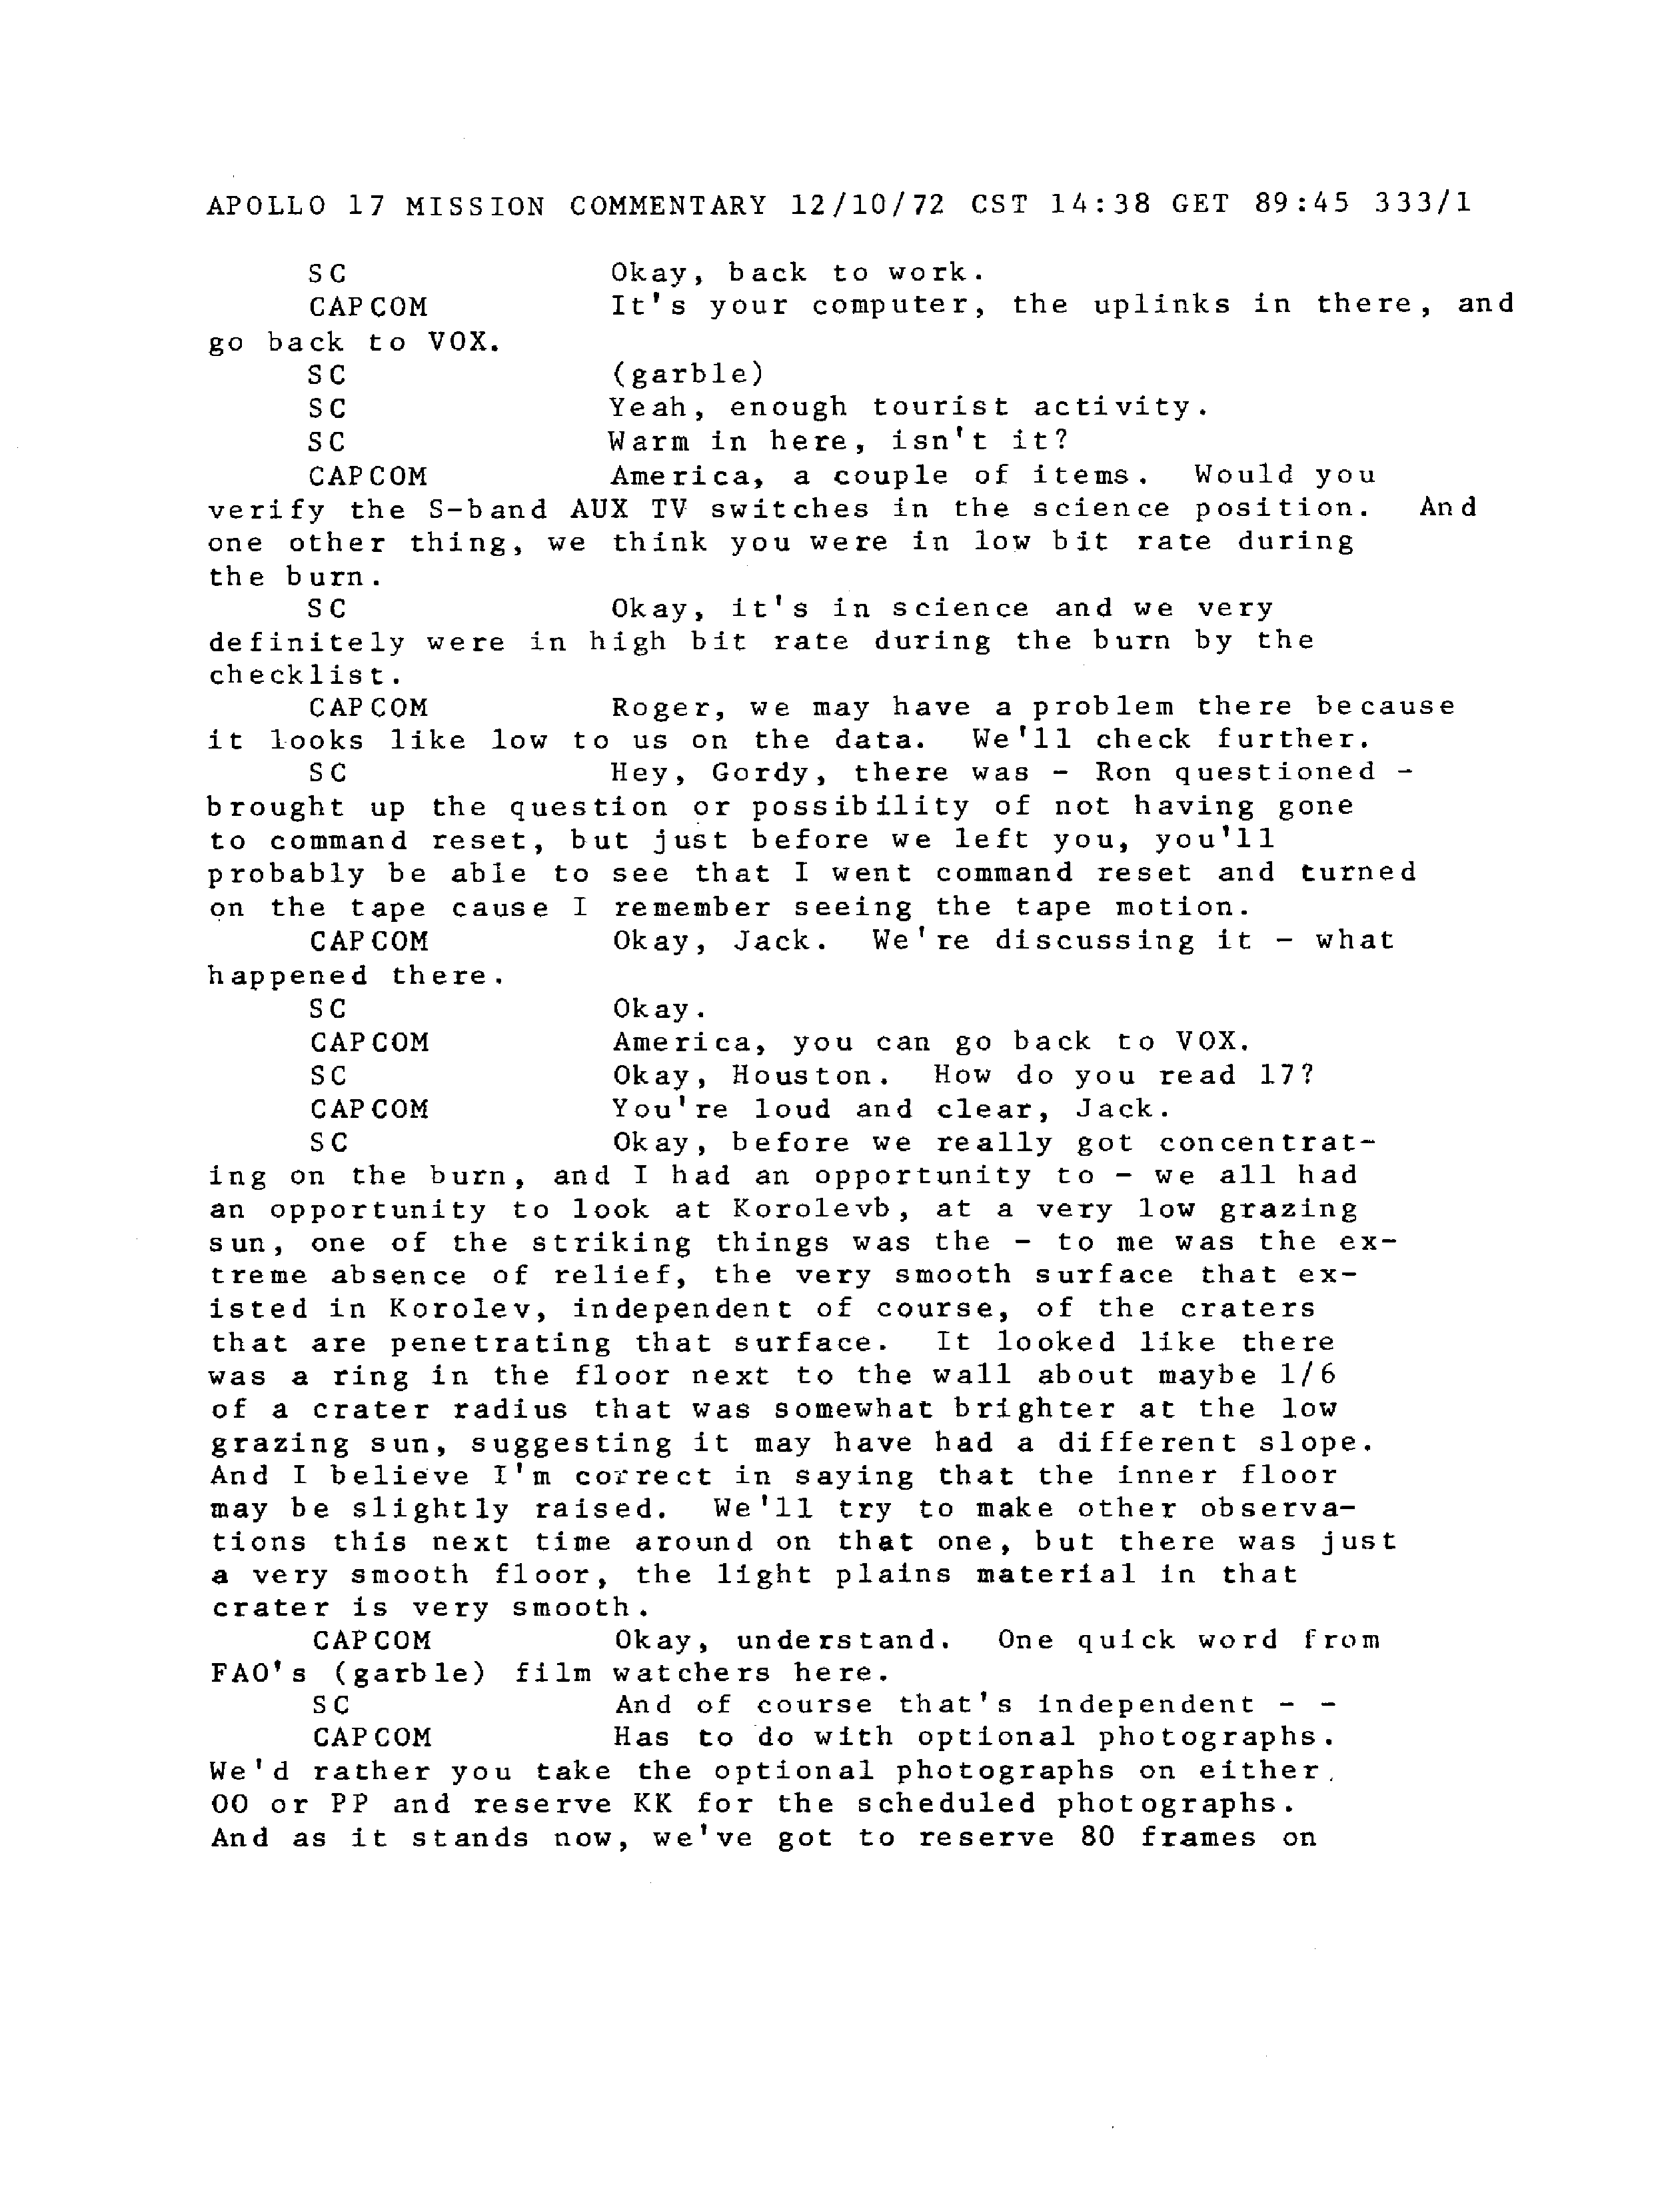 APOLLO 17 MISSION COMMENTARY 12/10/72 CST 14:38 GET 89:45 333/1
SC Okay, back to work.
CAPCOM It's your computer, the uplinks in there, and
go back to VOX.
SC (garble)
SC Yeah, enough tourist activity.
SC Warm in here, isn't it?
CAPCOM America, a couple of items. Would you
verify the S-band AUX TV switches in the science position. And
one other thing, we think you were in low bit rate during
the burn.
SC Okay, it's in science and we very
definitely were in high bit rate during the burn by the
checklist.
CAPCOM Roger, we may have a problem there because
it looks like low to us on the data. We'll check further.
SC Hey, Gordy, there was - Ron questioned -
brought up the question or possibility of not having gone
to command reset, but just before we left you, you'll
probably be able to see that I went command reset and turned
on the tape cause I remember seeing the tape motion.
CAPCOM Okay, Jack. We're discussing it - what
happened there.
SC Okay.
CAPCOM America, you can go back to VOX.
SC Okay, Houston. How do you read 17?
CAPCOM You're loud and clear, Jack.
SC Okay, before we really got concentrat-
ing on the burn, and I had an opportunity to - we all had
an opportunity to look at Korolevb, at a very low grazing
sun, one of the striking things was the - to me was the ex-
treme absence of relief, the very smooth surface that ex-
isted in Korolev, independent of course, of the craters
that are penetrating that surface. It looked like there
was a ring in the floor next to the wall about maybe 1/6
of a crater radius that was somewhat brighter at the low
grazing sun, suggesting it may have had a different slope.
And I believe I'm correct in saying that the inner floor
may be slightly raised. We'll try to make other observa-
tions this next time around on that one, but there was just
a very smooth floor, the light plains material in that
crater is very smooth.
CAPCOM Okay, understand. One quick word from
FAO's (garble) film watchers here.
SC And of course that's independent - -
CAPCOM Has to do with optional photographs.
We'd rather you take the optional photographs on either
OO or PP and reserve KK for the scheduled photographs.
And as it stands now, we've got to reserve 80 frames on